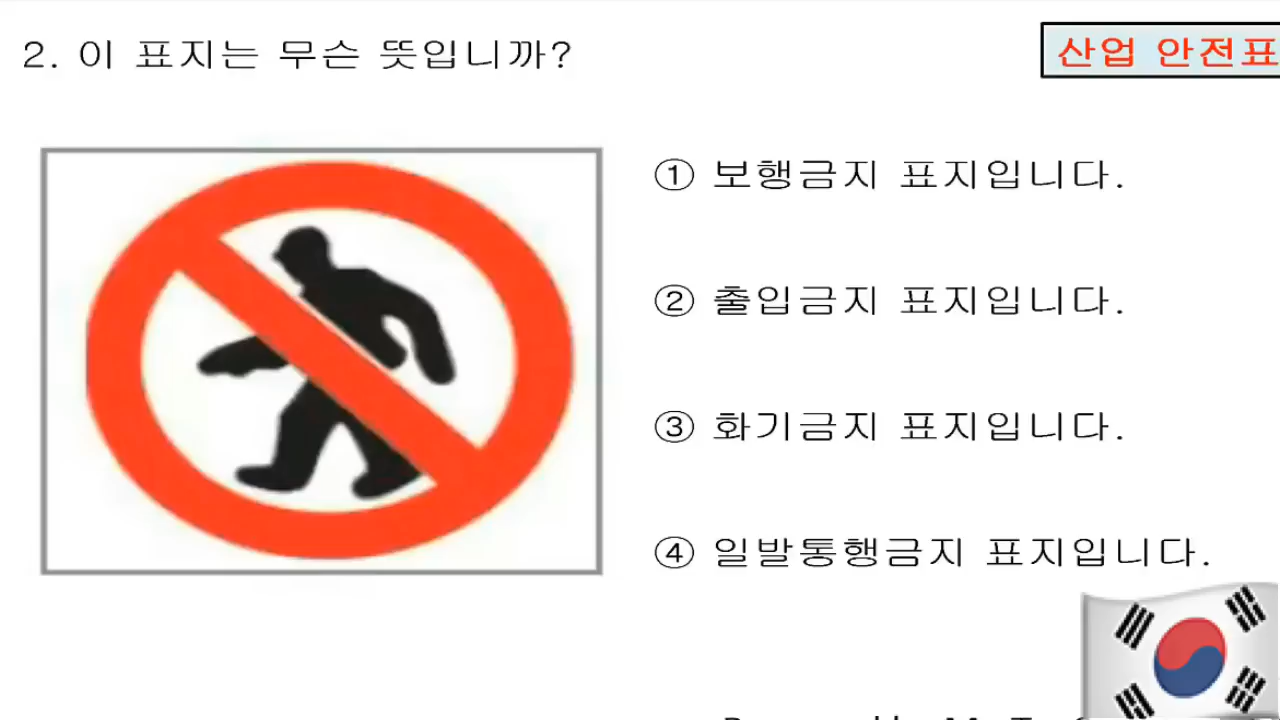 2. 이 표지는 무슨 뜻입니까?
산업 안전표
① 보행금지 표지입니다.
② 출입금지 표지입니다.
③ 화기금지 표지입니다.
④ 일발통행금지 표지입니다.